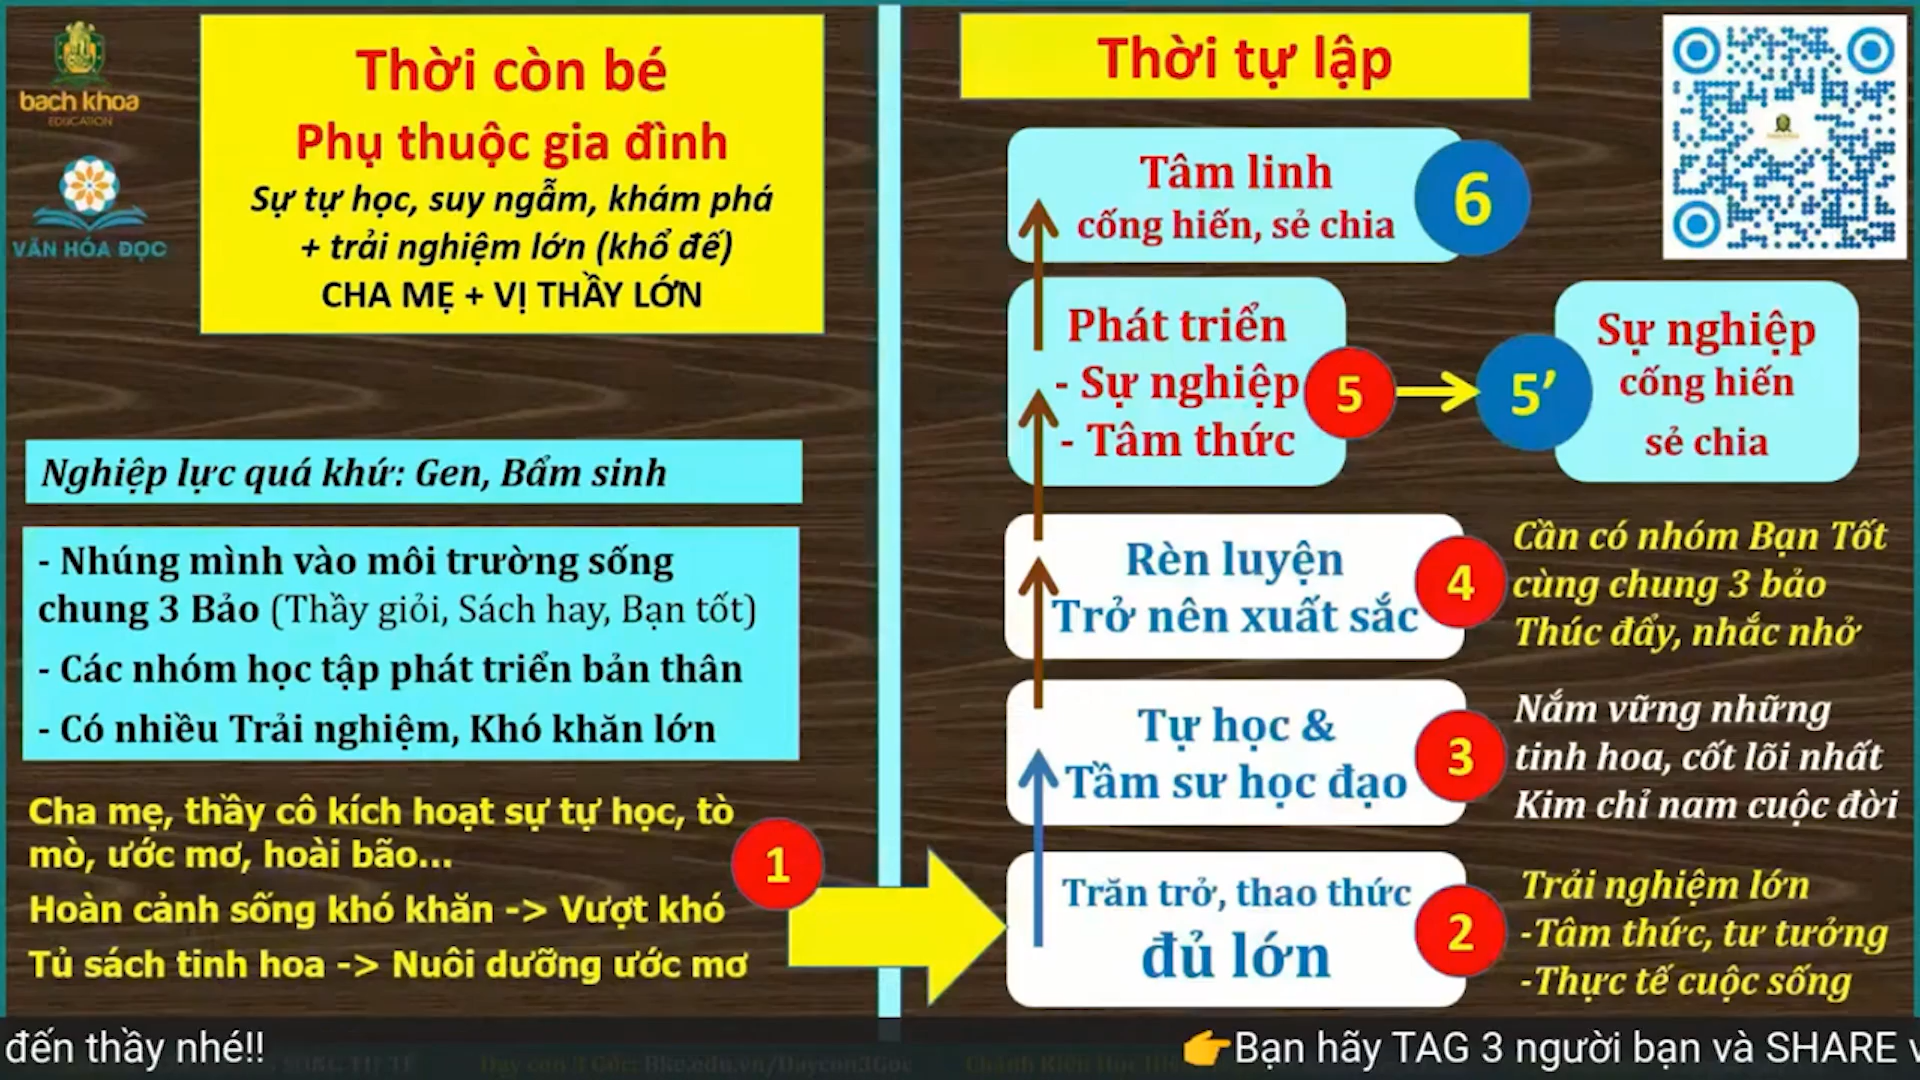 bach khoa
EDUCATION
VĂN HÓA ĐỌC
Thời còn bé
Phụ thuộc gia đình
Sự tự học, suy ngẫm, khám phá
+ trải nghiệm lớn (khổ đế)
CHA MẸ + VỊ THẦY LỚN
Nghiệp lực quá khứ: Gen, Bẩm sinh
- Nhúng mình vào môi trường sống
chung 3 Bảo (Thầy giỏi, Sách hay, Bạn tốt)
- Các nhóm học tập phát triển bản thân
- Có nhiều Trải nghiệm, Khó khăn lớn
Cha mẹ, thầy cô kích hoạt sự tự học, tò
mò, ước mơ, hoài bão...
Hoàn cảnh sống khó khăn -> Vượt khó
Tủ sách tinh hoa -> Nuôi dưỡng ước mơ
1
Thời tự lập
Tâm linh
cống hiến, sẻ chia
6
Phát triển
- Sự nghiệp
- Tâm thức
5
5’
Sự nghiệp
cống hiến
sẻ chia
Rèn luyện
Trở nên xuất sắc
4
Cần có nhóm Bạn Tốt
cùng chung 3 bảo
Thúc đẩy, nhắc nhở
Tự học &
Tầm sư học đạo
3
Nắm vững những
tinh hoa, cốt lõi nhất
Kim chỉ nam cuộc đời
Trăn trở, thao thức
đủ lớn
2
Trải nghiệm lớn
-Tâm thức, tư tưởng
-Thực tế cuộc sống
đến thầy nhé!!
👉Bạn hãy TAG 3 người bạn và SHARE v